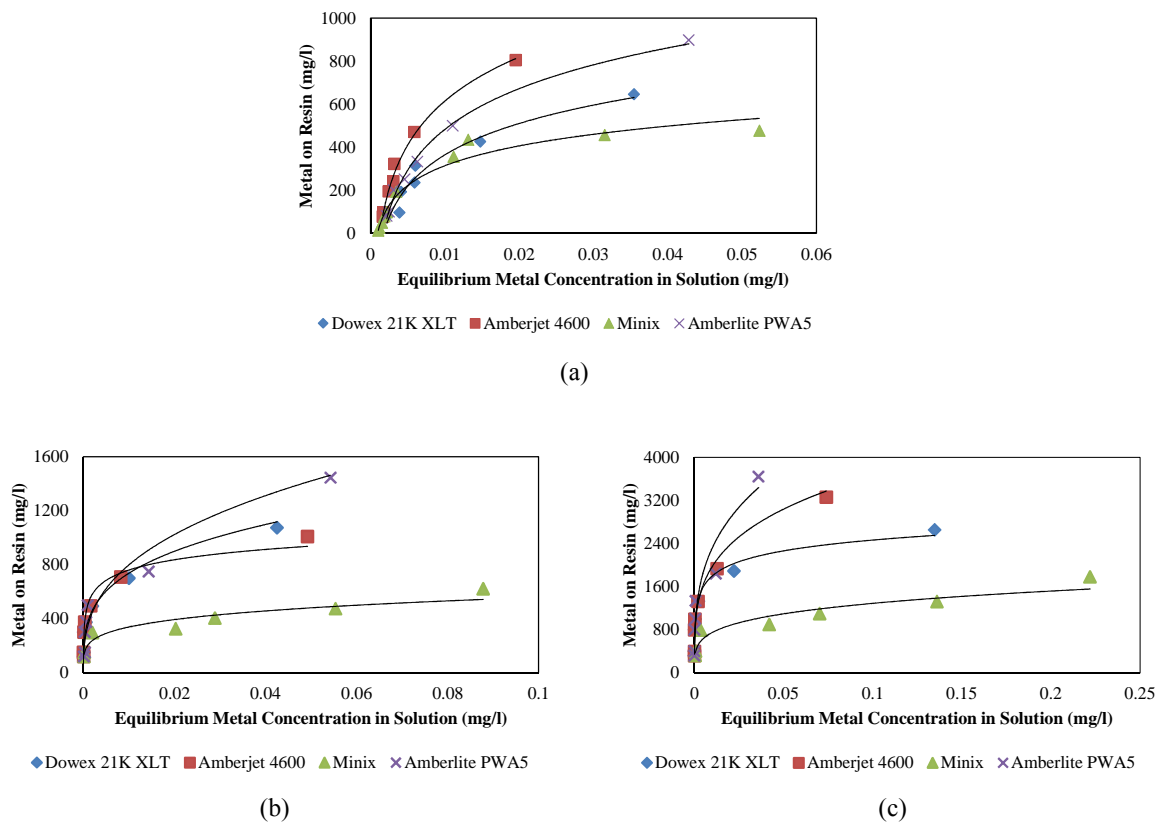 1000
800
600
400
200
0
Metal on Resin (mg/l)
0 0.01 0.02 0.03 0.04 0.05 0.06
Equilibrium Metal Concentration in Solution (mg/l)
Dowex 21K XLT Amberjet 4600 Minix Amberlite PWA5
(a)
1600
1200
800
400
0
Metal on Resin (mg/l)
0 0.02 0.04 0.06 0.08 0.1
Equilibrium Metal Concentration in Solution (mg/l)
Dowex 21K XLT Amberjet 4600 Minix Amberlite PWA5
(b)
4000
3200
2400
1600
800
0
Metal on Resin (mg/l)
0 0.05 0.1 0.15 0.2 0.25
Equilibrium Metal Concentration in Solution (mg/l)
Dowex 21K XLT Amberjet 4600 Minix Amberlite PWA5
(c)